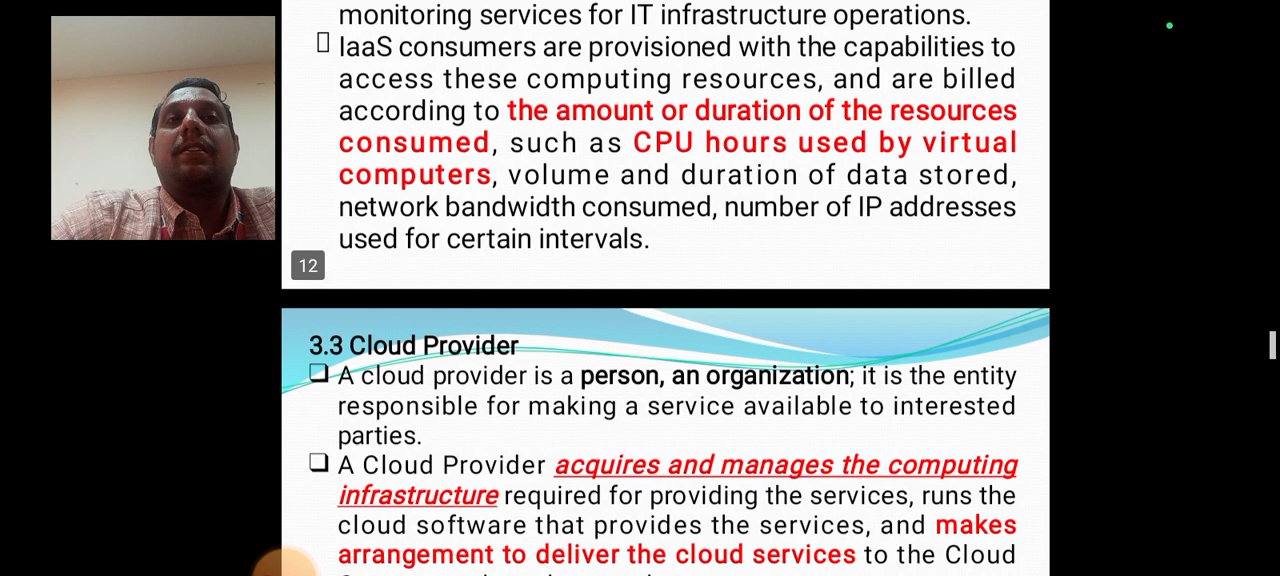 monitoring services for IT infrastructure operations.
IaaS consumers are provisioned with the capabilities to
access these computing resources, and are billed
according to the amount or duration of the resources
consumed, such as CPU hours used by virtual
computers, volume and duration of data stored,
network bandwidth consumed, number of IP addresses
used for certain intervals.
12
3.3 Cloud Provider
❑ A cloud provider is a person, an organization; it is the entity
responsible for making a service available to interested
parties.
❑ A Cloud Provider acquires and manages the computing
infrastructure required for providing the services, runs the
cloud software that provides the services, and makes
arrangement to deliver the cloud services to the Cloud